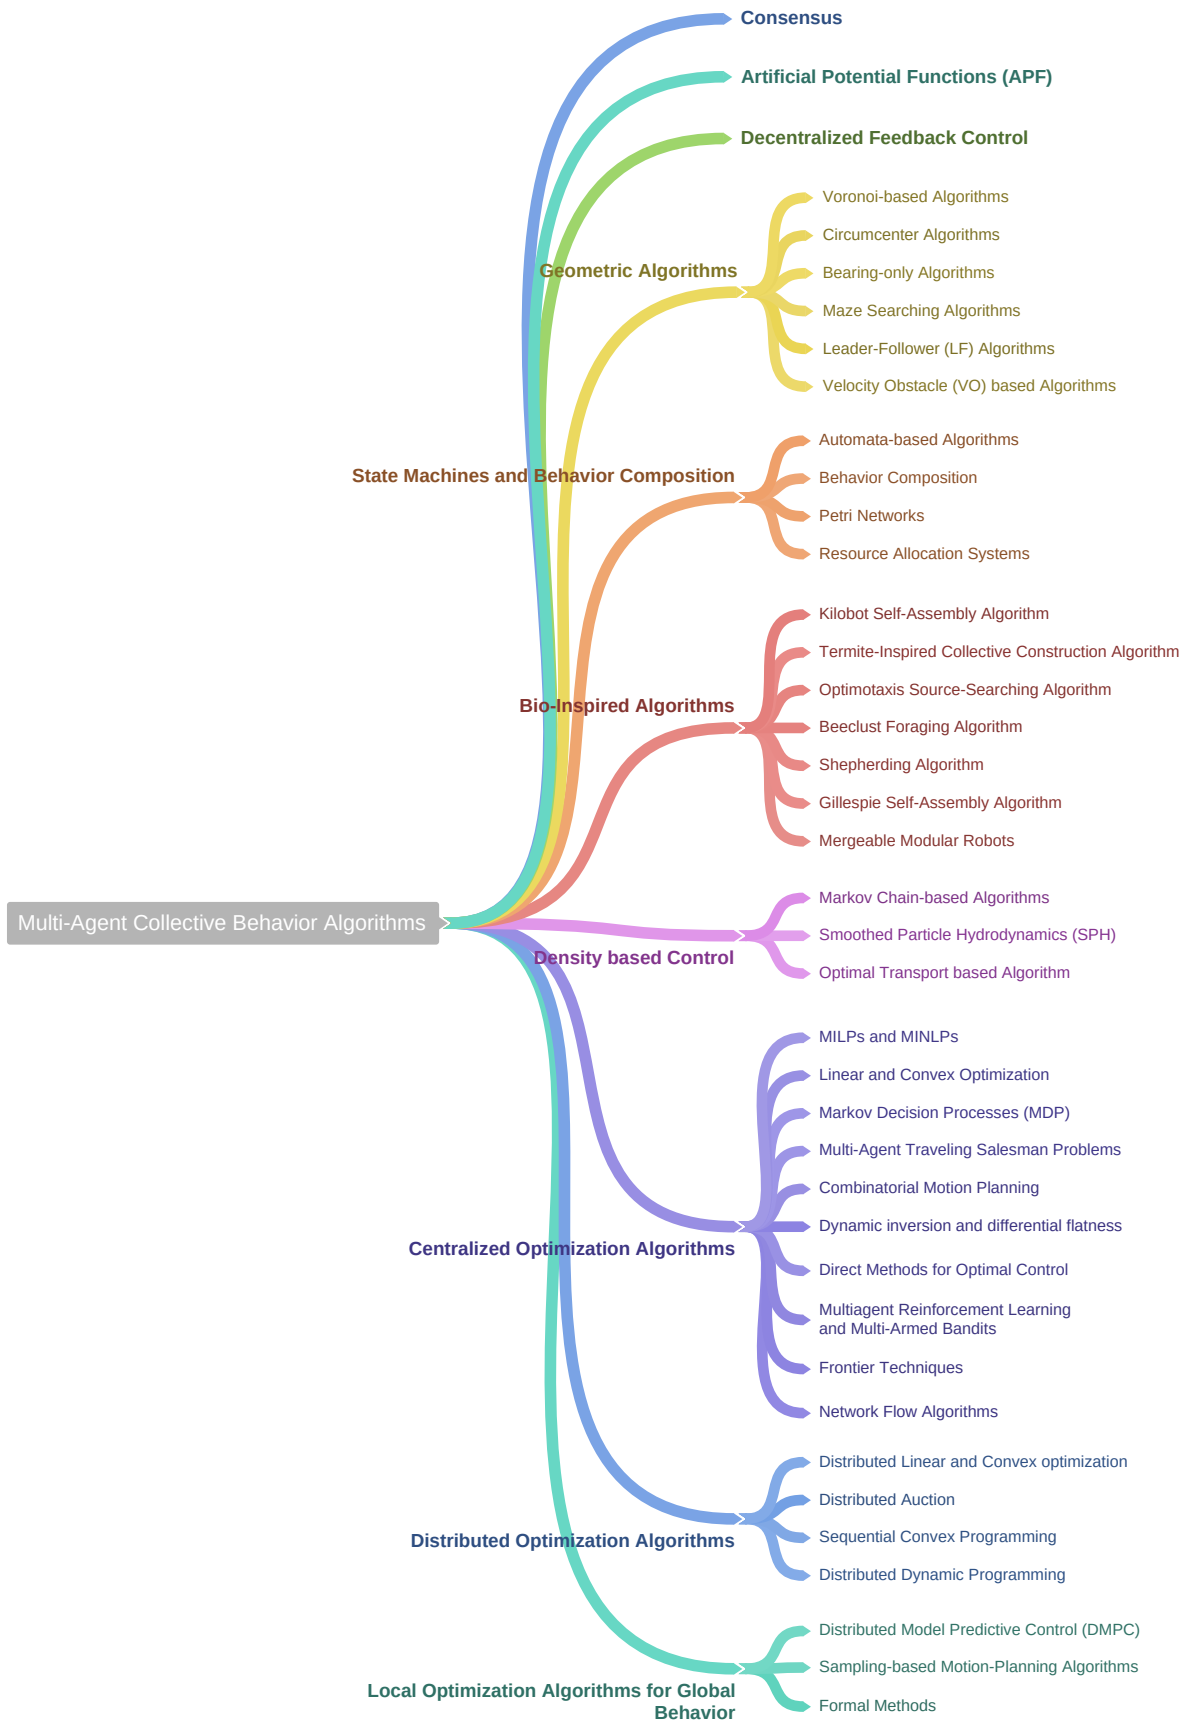 Consensus
Artificial Potential Functions (APF)
Decentralized Feedback Control
Geometric Algorithms
Voronoi-based Algorithms
Circumcenter Algorithms
Bearing-only Algorithms
Maze Searching Algorithms
Leader-Follower (LF) Algorithms
Velocity Obstacle (VO) based Algorithms
State Machines and Behavior Composition
Automata-based Algorithms
Behavior Composition
Petri Networks
Resource Allocation Systems
Bio-Inspired Algorithms
Kilobot Self-Assembly Algorithm
Termite-Inspired Collective Construction Algorithm
Optimotaxis Source-Searching Algorithm
Beeclust Foraging Algorithm
Shepherding Algorithm
Gillespie Self-Assembly Algorithm
Mergeable Modular Robots
Multi-Agent Collective Behavior Algorithms
Density based Control
Markov Chain-based Algorithms
Smoothed Particle Hydrodynamics (SPH)
Optimal Transport based Algorithm
Centralized Optimization Algorithms
MILPs and MINLPs
Linear and Convex Optimization
Markov Decision Processes (MDP)
Multi-Agent Traveling Salesman Problems
Combinatorial Motion Planning
Dynamic inversion and differential flatness
Direct Methods for Optimal Control
Multiagent Reinforcement Learning
and Multi-Armed Bandits
Frontier Techniques
Network Flow Algorithms
Distributed Optimization Algorithms
Distributed Linear and Convex optimization
Distributed Auction
Sequential Convex Programming
Distributed Dynamic Programming
Local Optimization Algorithms for Global
Behavior
Distributed Model Predictive Control (DMPC)
Sampling-based Motion-Planning Algorithms
Formal Methods